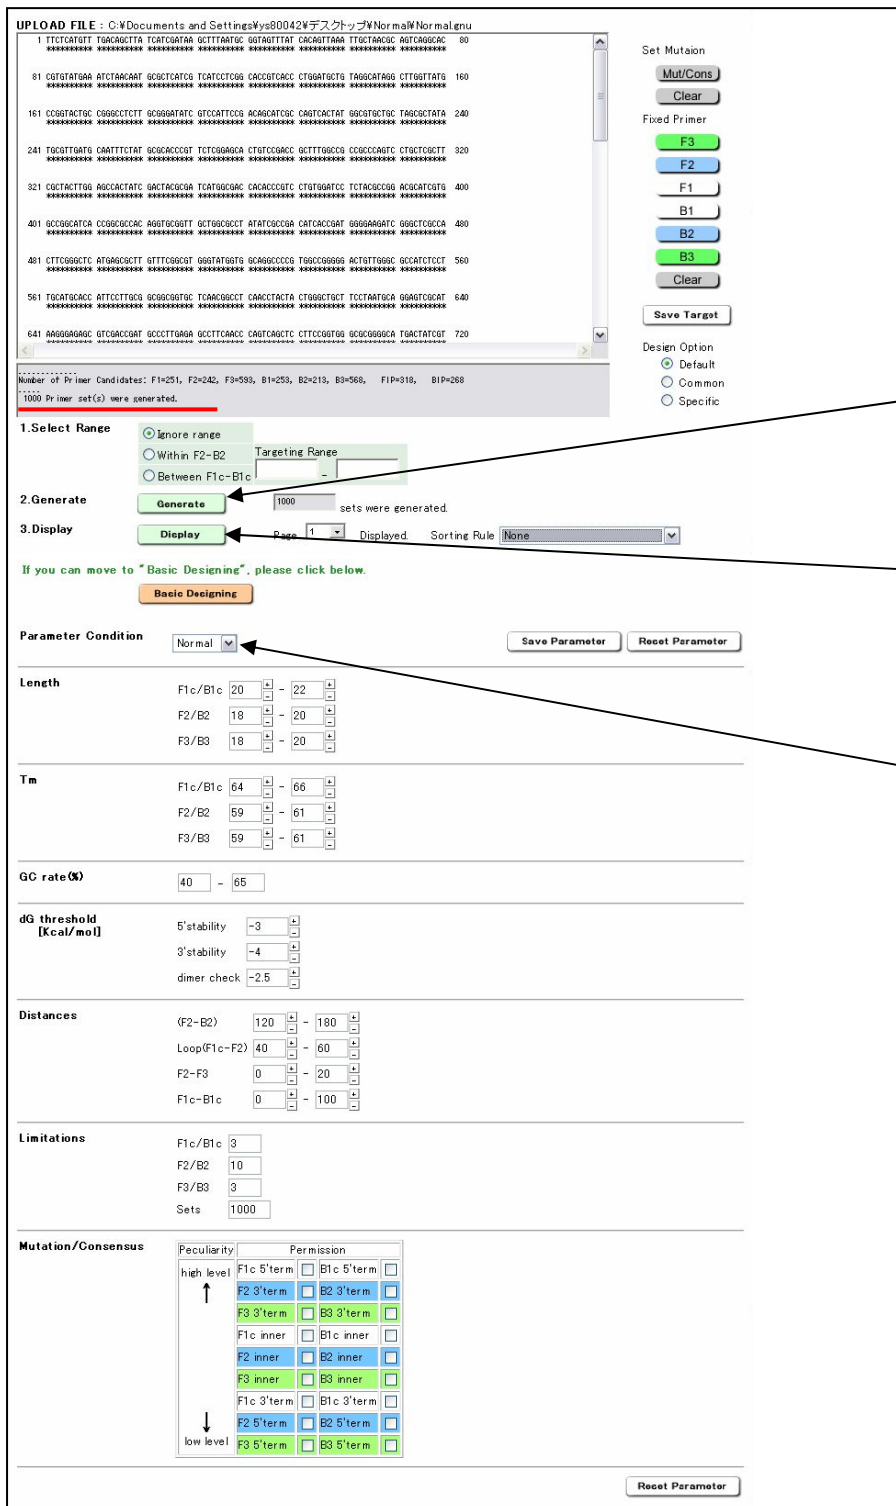 UPLOAD FILE : C:¥Documents and Settings¥ys80042¥デスクトップ¥Normal¥Normal.gnu
1 TTCTCATGTT TGACAGCTTA TCATCGATAA GCTTTAATGC GGTAGTTTAT CACAGTTAAA TTGCTAACGC AGTCAGGCAC 80
********** ********** ********** ********** ********** ********** ********** **********
81 CGTGTATGAA ATCTAACAAT GCGCTCATCG TCATCCTCGG CACCGTCACC CTGGATGCTG TAGGCATAGG CTTGGTTATG 160
********** ********** ********** ********** ********** ********** ********** **********
161 CCGGTACTGC CGGGCCTCTT GCGGGATATC GTCCATTCCG ACAGCATCGC CAGTCACTAT GGCGTGCTGC TAGCGCTATA 240
********** ********** ********** ********** ********** ********** ********** **********
241 TGCGTTGATG CAATTTCTAT GCGCACCCGT TCTCGGAGCA CTGTCCGACC GCTTTGGCCG CCGCCCAGTC CTGCTCGCTT 320
********** ********** ********** ********** ********** ********** ********** **********
321 CGCTACTTGG AGCCACTATC GACTACGCGA TCATGGCGAC CACACCCGTC CTGTGGATCC TCTACGCCGG ACGCATCGTG 400
********** ********** ********** ********** ********** ********** ********** **********
401 GCCGGCATCA CCGGCGCCAC AGGTGCGGTT GCTGGCGCCT ATATCGCCGA CATCACCGAT GGGGAAGATC GGGCTCGCCA 480
********** ********** ********** ********** ********** ********** ********** **********
481 CTTCGGGCTC ATGAGCGCTT GTTTCGGCGT GGGTATGGTG GCAGGCCCCG TGGCCGGGGG ACTGTTGGGC GCCATCTCCT 560
********** ********** ********** ********** ********** ********** ********** **********
561 TGCATGCACC ATTCCTTGCG GCGGCGGTGC TCAACGGCCT CAACCTACTA CTGGGCTGCT TCCTAATGCA GGAGTCGCAT 640
********** ********** ********** ********** ********** ********** ********** **********
641 AAGGGAGAGC GTCGACCGAT GCCCTTGAGA GCCTTCAACC CAGTCAGCTC CTTCCGGTGG GCGCGGGGCA TGACTATCGT 720
********** ********** ********** ********** ********** ********** ********** **********
Set Mutaion
Mut/Cons
Clear
Fixed Primer
F3
F2
F1
B1
B2
B3
Clear
Save Target
Design Option
Default
Common
Specific
Number of Primer Candidates: F1=251, F2=242, F3=593, B1=253, B2=213, B3=568, FIP=318, BIP=268
.....
1000 Primer set(s) were generated.
1.Select Range
Ignore range
Within F2-B2 Targeting Range
Between F1c-B1c -
2.Generate Generate 1000 sets were generated.
3.Display Display Page 1 Displayed. Sorting Rule None
If you can move to "Basic Designing", please click below.
Basic Designing
Parameter Condition Normal Save Parameter Reset Parameter
Length
F1c/B1c 20 - 22
F2/B2 18 - 20
F3/B3 18 - 20
Tm
F1c/B1c 64 - 66
F2/B2 59 - 61
F3/B3 59 - 61
GC rate(%) 40 - 65
dG threshold
[Kcal/mol]
5'stability -3
3'stability -4
dimer check -2.5
Distances
(F2-B2) 120 - 180
Loop(F1c-F2) 40 - 60
F2-F3 0 - 20
F1c-B1c 0 - 100
Limitations
F1c/B1c 3
F2/B2 10
F3/B3 3
Sets 1000
Mutation/Consensus
Peculiarity Permission
high level F1c 5'term B1c 5'term
F2 3'term B2 3'term
F3 3'term B3 3'term
F1c inner B1c inner
F2 inner B2 inner
F3 inner B3 inner
F1c 3'term B1c 3'term
F2 5'term B2 5'term
low level F3 5'term B3 5'term
Reset Parameter